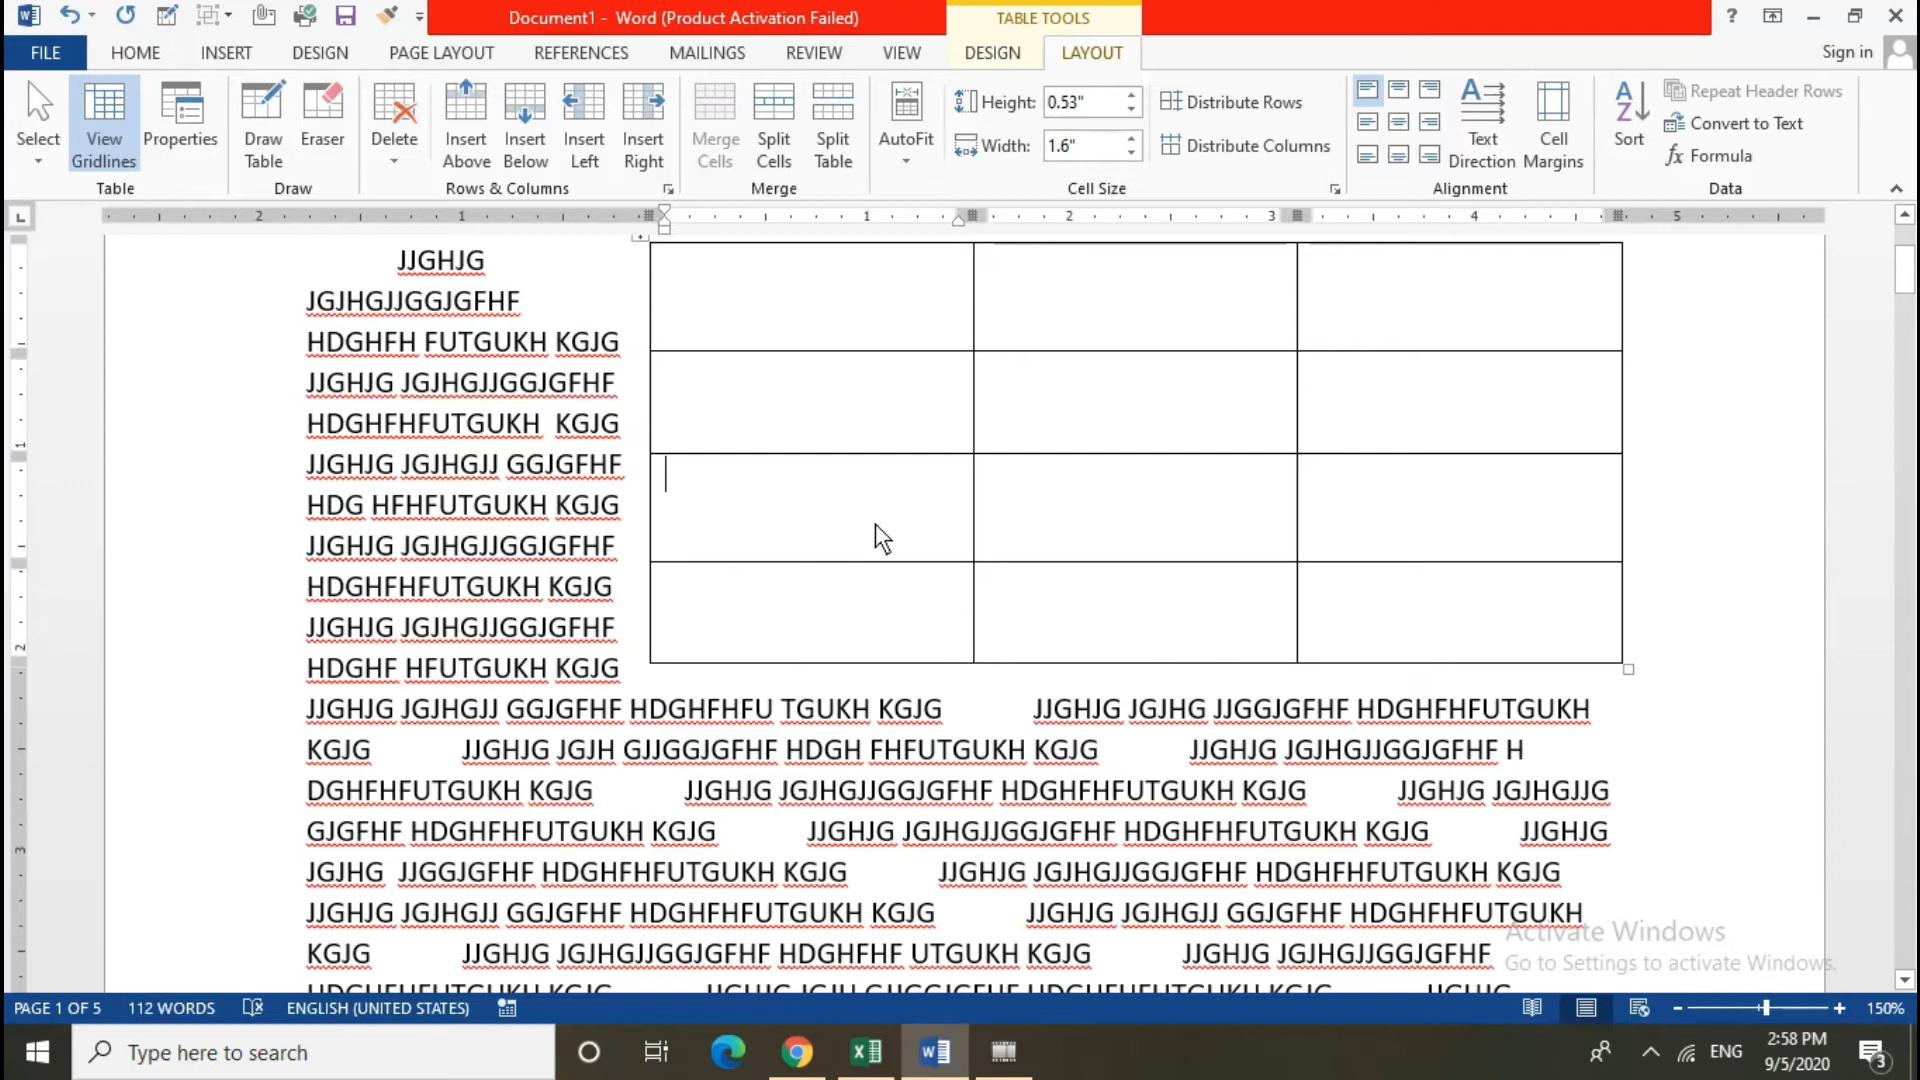 Document1 - Word (Product Activation Failed)
TABLE TOOLS
?
FILE
HOME
INSERT
DESIGN
PAGE LAYOUT
REFERENCES
MAILINGS
REVIEW
VIEW
DESIGN
LAYOUT
Sign in
Select
View Gridlines
Properties
Draw Table
Eraser
Delete
Insert Above
Insert Below
Insert Left
Insert Right
Merge Cells
Split Cells
Split Table
AutoFit
Height: 0.53"
Width: 1.6"
Distribute Rows
Distribute Columns
Text Direction
Cell Margins
Sort
Repeat Header Rows
Convert to Text
Formula
Table
Draw
Rows & Columns
Merge
Cell Size
Alignment
Data
2 1 1 2 3 4 5
JJGHJG
JGJHGJJGGJGFHF
HDGHFH FUTGUKH KGJG
JJGHJG JGJHGJJGGJGFHF
HDGHFHFUTGUKH KGJG
JJGHJG JGJHGJJ GGJGFHF
HDG HFHFUTGUKH KGJG
JJGHJG JGJHGJJGGJGFHF
HDGHFHFUTGUKH KGJG
JJGHJG JGJHGJJGGJGFHF
HDGHF HFUTGUKH KGJG
JJGHJG JGJHGJJ GGJGFHF HDGHFHFU TGUKH KGJG JJGHJG JGJHG JJGGJGFHF HDGHFHFUTGUKH
KGJG JJGHJG JGJH GJJGGJGFHF HDGH FHFUTGUKH KGJG JJGHJG JGJHGJJGGJGFHF H
DGHFHFUTGUKH KGJG JJGHJG JGJHGJJGGJGFHF HDGHFHFUTGUKH KGJG JJGHJG JGJHGJJG
GJGFHF HDGHFHFUTGUKH KGJG JJGHJG JGJHGJJGGJGFHF HDGHFHFUTGUKH KGJG JJGHJG
JGJHG JJGGJGFHF HDGHFHFUTGUKH KGJG JJGHJG JGJHGJJGGJGFHF HDGHFHFUTGUKH KGJG
JJGHJG JGJHGJJ GGJGFHF HDGHFHFUTGUKH KGJG JJGHJG JGJHGJJ GGJGFHF HDGHFHFUTGUKH
KGJG JJGHJG JGJHGJJGGJGFHF HDGHFHF UTGUKH KGJG JJGHJG JGJHGJJGGJGFHF
Activate Windows
Go to Settings to activate Windows.
PAGE 1 OF 5
112 WORDS
ENGLISH (UNITED STATES)
150%
Type here to search
ENG
2:58 PM
9/5/2020
3